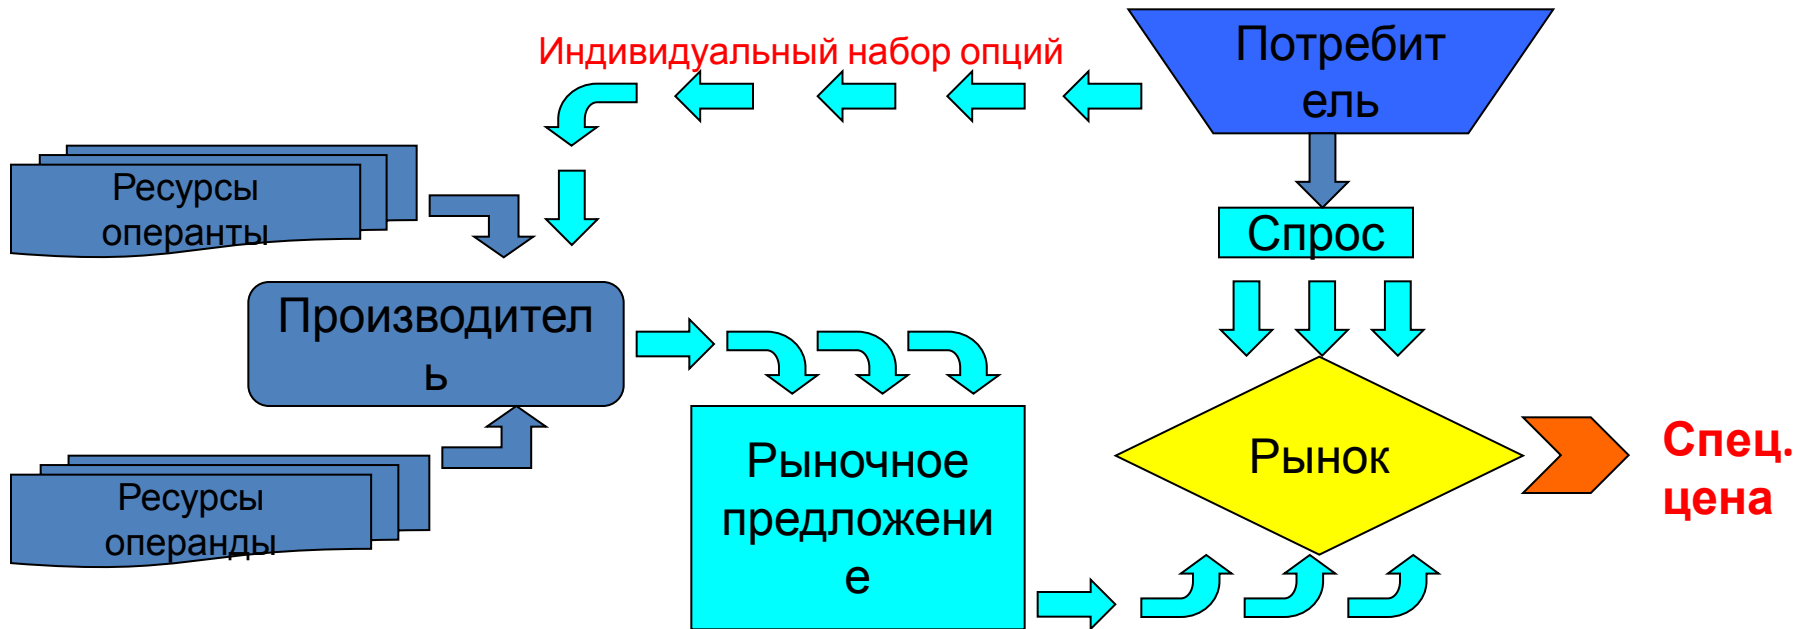 Индивидуальный набор опций
Потребит
ель
Ресурсы
операнты
Спрос
Производител
ь
Рыночное
предложени
е
Рынок
Спец.
цена
Ресурсы
операнды